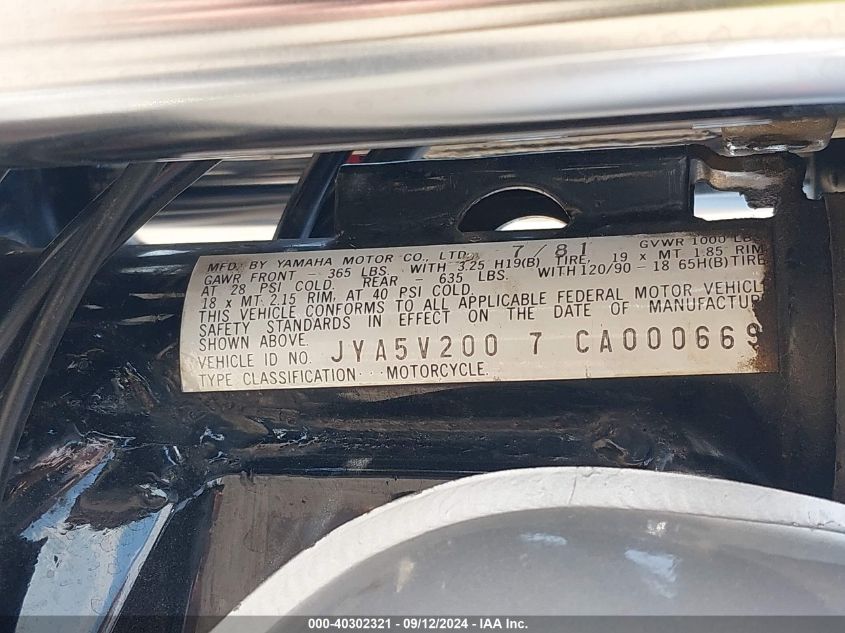 MFD. BY YAMAHA MOTOR CO., LTD. 7/81 GVWR 1000 LBS
GAWR FRONT - 365 LBS. WITH 3.25 H19(B) TIRE, 19 x MT 1.85 RIM
AT 28 PSI COLD. REAR 635 LBS. WITH 120/90 - 18 65H(B) TIRE
18 x MT 2.15 RIM, AT 40 PSI COLD.
THIS VEHICLE CONFORMS TO ALL APPLICABLE FEDERAL MOTOR VEHICL
SAFETY STANDARDS IN EFFECT ON THE DATE OF MANUFACTUR
SHOWN ABOVE.
VEHICLE ID NO. JYA5V200 7 CA000669
TYPE CLASSIFICATION ··· MOTORCYCLE.
000-40302321 - 09/12/2024 - IAA Inc.